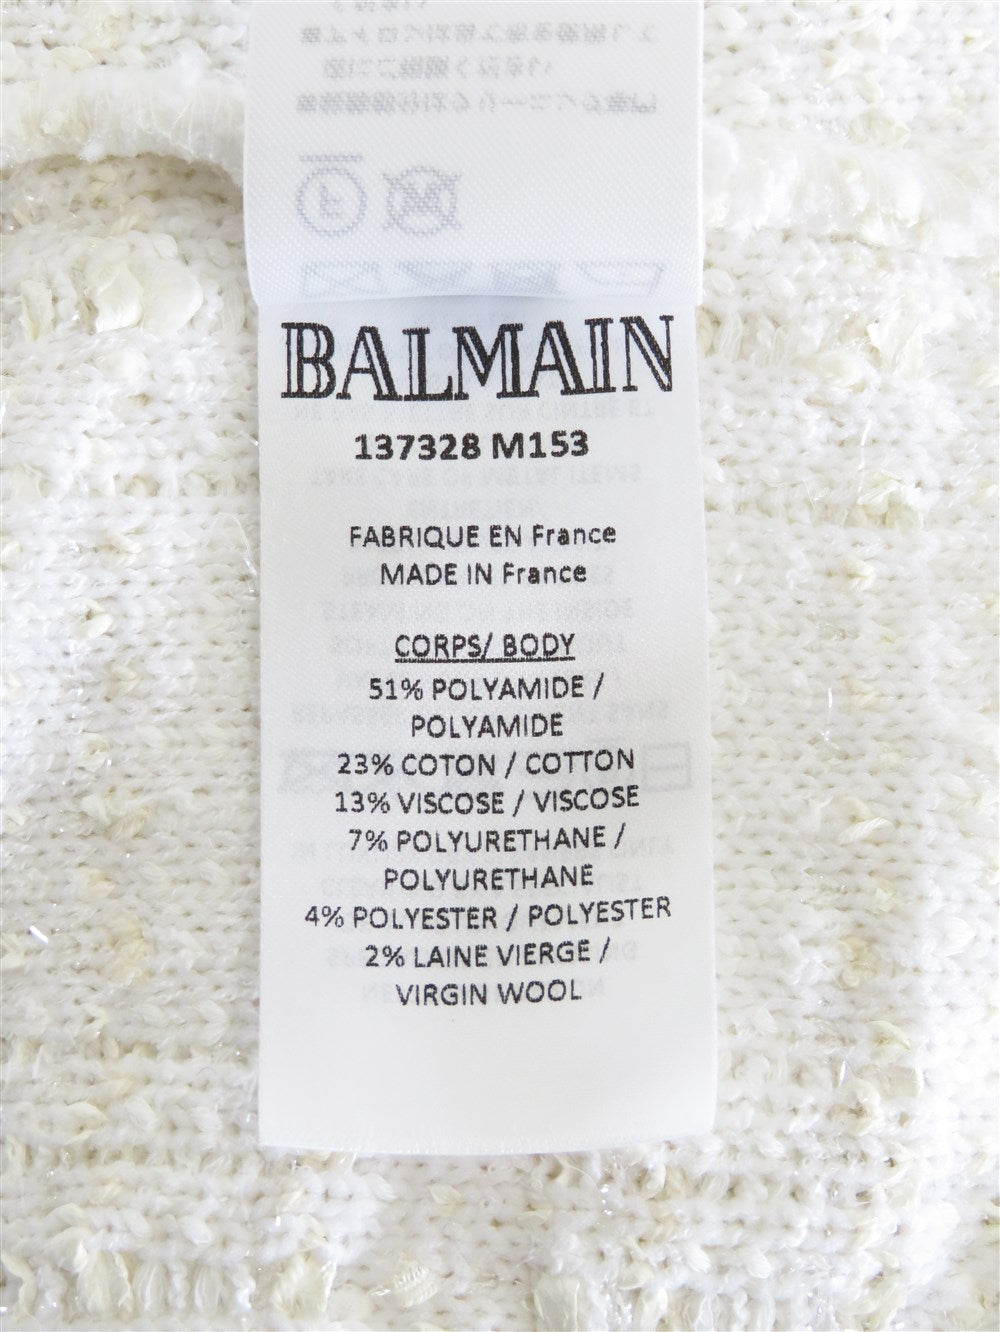 BALMAIN
137328 M153
FABRIQUE EN France
MADE IN France
CORPS/ BODY
51% POLYAMIDE /
POLYAMIDE
23% COTON / COTTON
13% VISCOSE / VISCOSE
7% POLYURETHANE /
POLYURETHANE
4% POLYESTER / POLYESTER
2% LAINE VIERGE /
VIRGIN WOOL